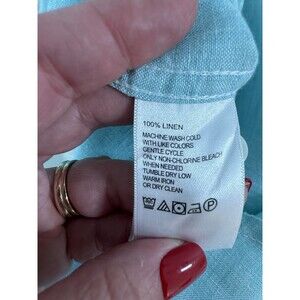 100% LINEN
MACHINE WASH COLD
WITH LIKE COLORS
GENTLE CYCLE
ONLY NON-CHLORINE BLEACH
WHEN NEEDED
TUMBLE DRY LOW
WARM IRON
OR DRY CLEAN
P